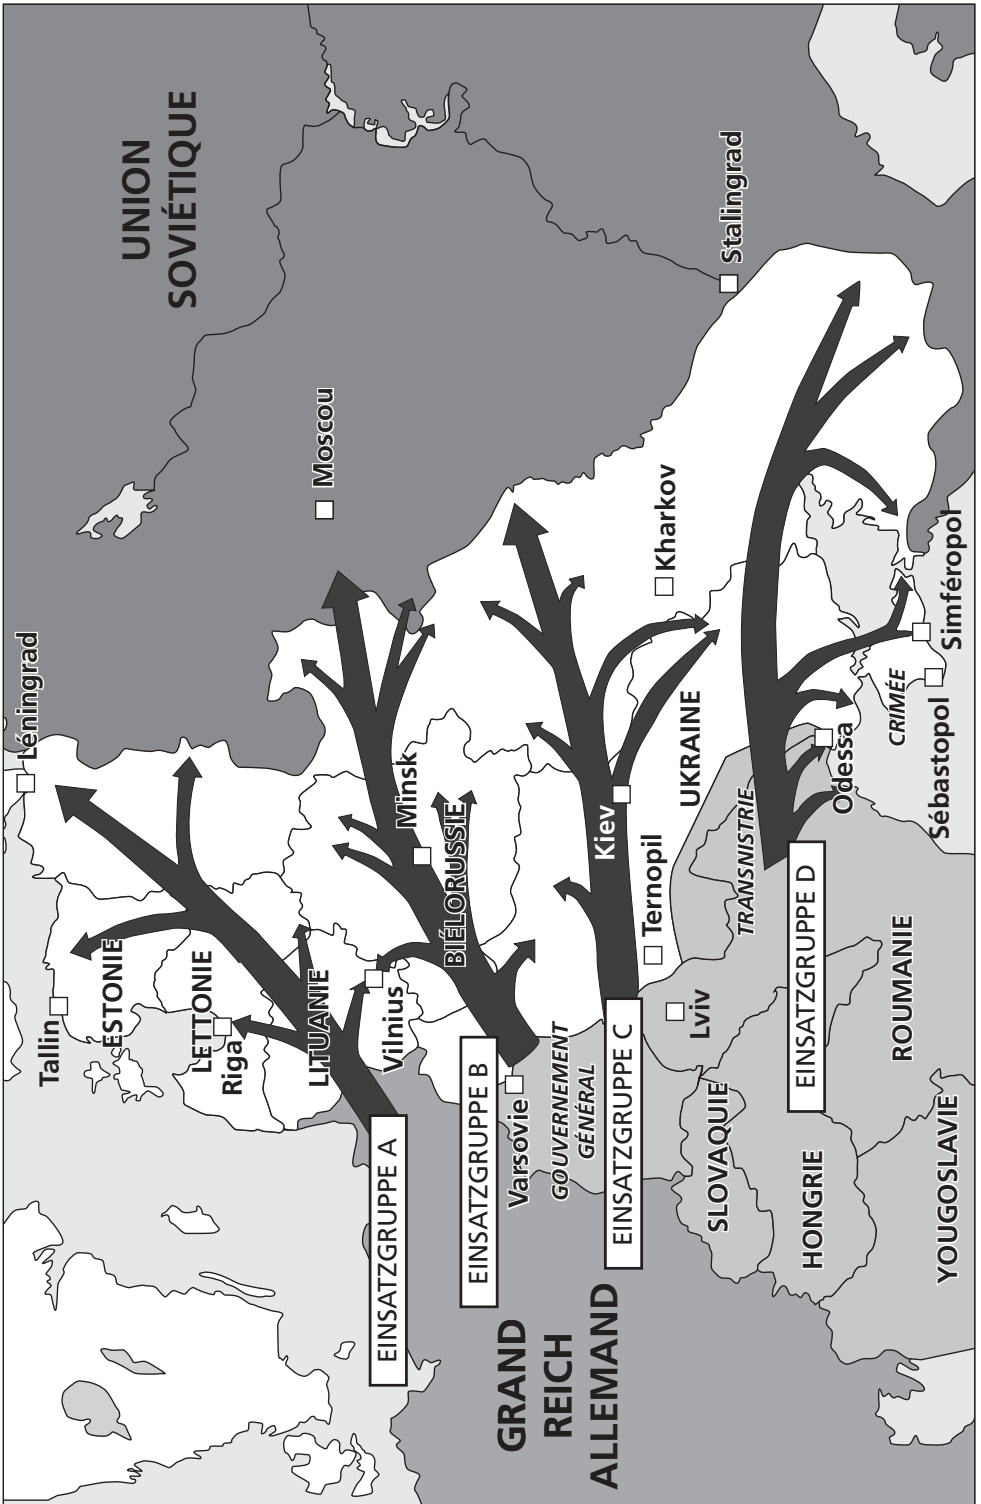 Léningrad
Tallin
ESTONIE
UNION
SOVIÉTIQUE
LETTONIE
Riga
Moscou
LITUANIE
Vilnius
Minsk
BIÉLORUSSIE
EINSATZGRUPPE A
EINSATZGRUPPE B
Varsovie
GOUVERNEMENT
GÉNÉRAL
GRAND
REICH
ALLEMAND
EINSATZGRUPPE C
Kiev
Ternopil
Lviv
Kharkov
UKRAINE
Stalingrad
SLOVAQUIE
TRANSNISTRIE
EINSATZGRUPPE D
HONGRIE
Odessa
ROUMANIE
CRIMÉE
Sébastopol
Simféropol
YOUGOSLAVIE